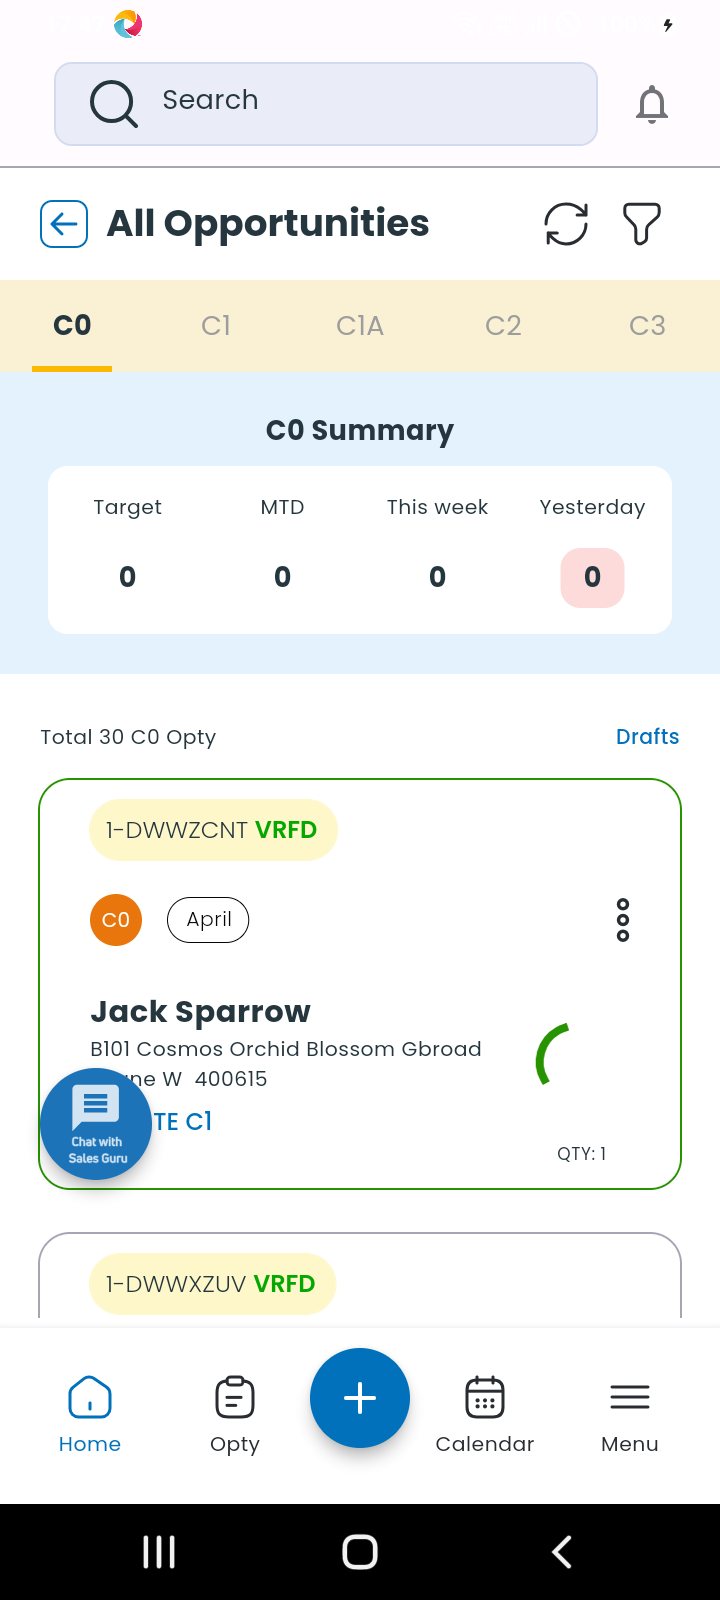 Search
All Opportunities
C0 C1 C1A C2 C3
C0 Summary
Target MTD This week Yesterday
0 0 0 0
Total 30 C0 Opty Drafts
1-DWWZCNT VRFD
C0 April
Jack Sparrow
B101 Cosmos Orchid Blossom Gbroad
ne W 400615
TE C1
Chat with
Sales Guru
QTY: 1
1-DWWXZUV VRFD
Home Opty Calendar Menu